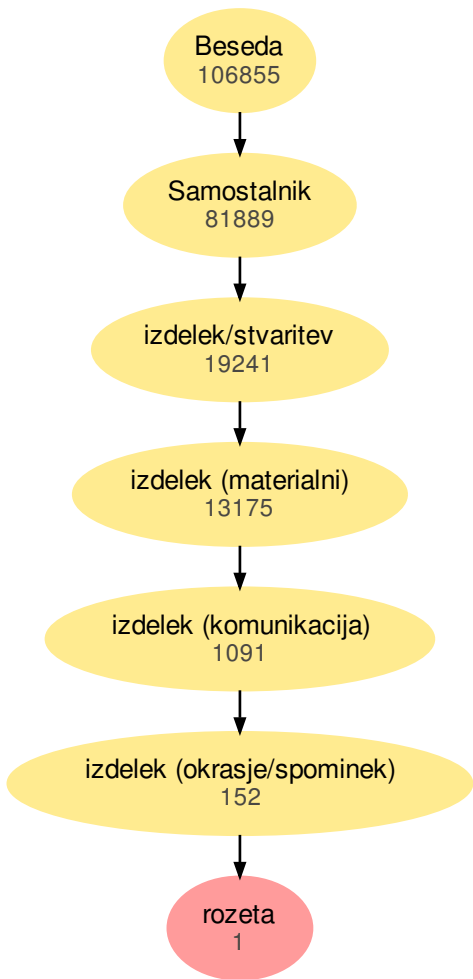 Beseda
106855
Samostalnik
81889
izdelek/stvaritev
19241
izdelek (materialni)
13175
izdelek (komunikacija)
1091
izdelek (okrasje/spominek)
152
rozeta
1